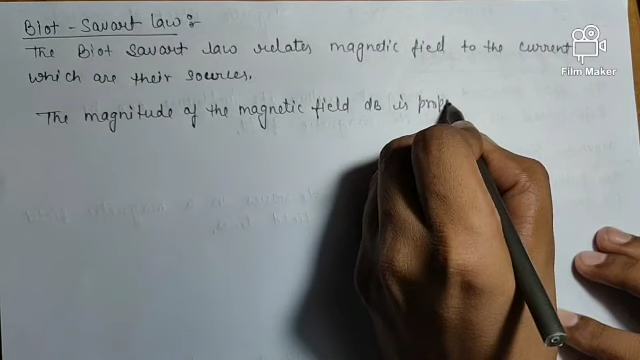 Biot - Savart law :-
The Biot Savart law relates magnetic field to the current
which are their sources.
The magnitude of the magnetic field dB is prop
Film Maker